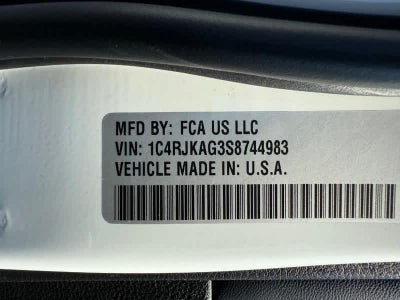 MFD BY: FCA US LLC
VIN: 1C4RJKAG3S8744983
VEHICLE MADE IN: U.S.A.